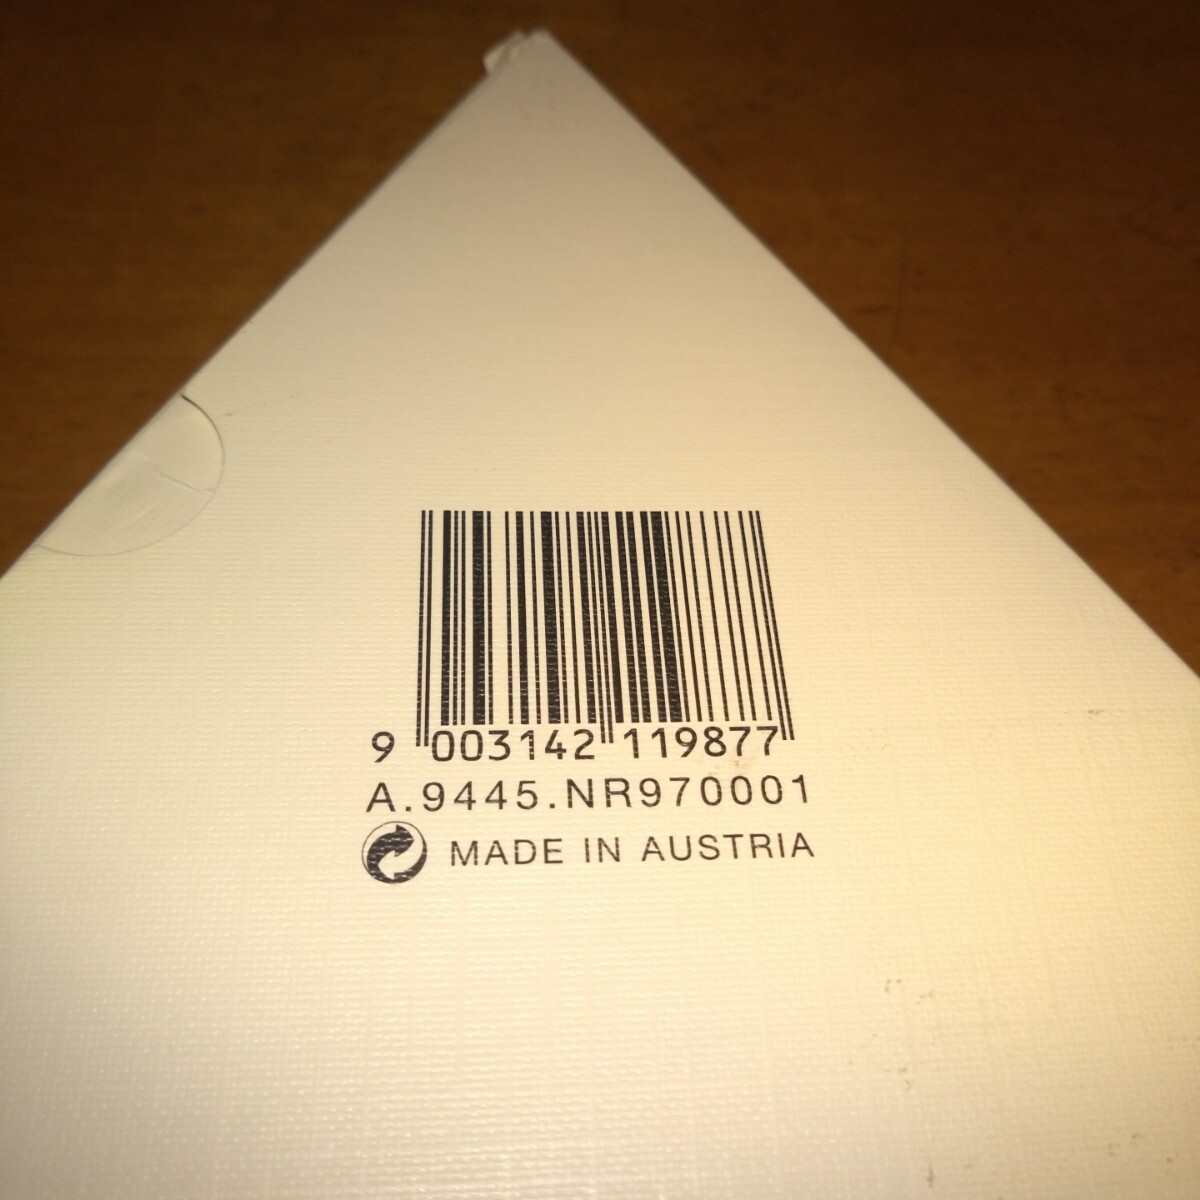 9 003142 119877
A.9445.NR970001
MADE IN AUSTRIA